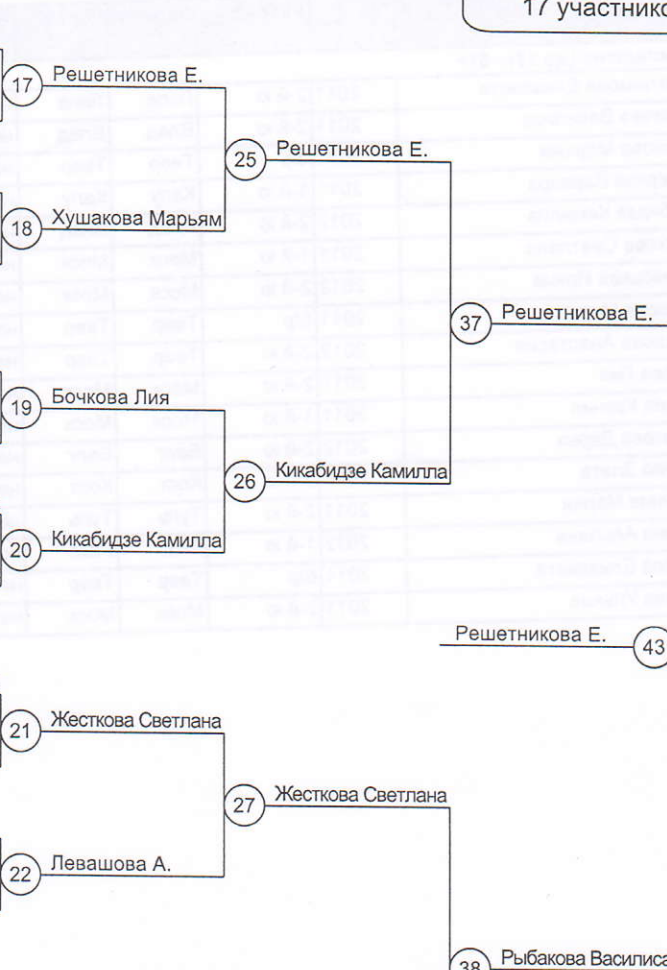 17 участнико
17 Решетникова Е.
25 Решетникова Е.
18 Хушакова Марьям
37 Решетникова Е.
19 Бочкова Лия
26 Кикабидзе Камилла
20 Кикабидзе Камилла
Решетникова Е. 43
21 Жесткова Светлана
27 Жесткова Светлана
22 Левашова А.
38 Рыбакова Василиса